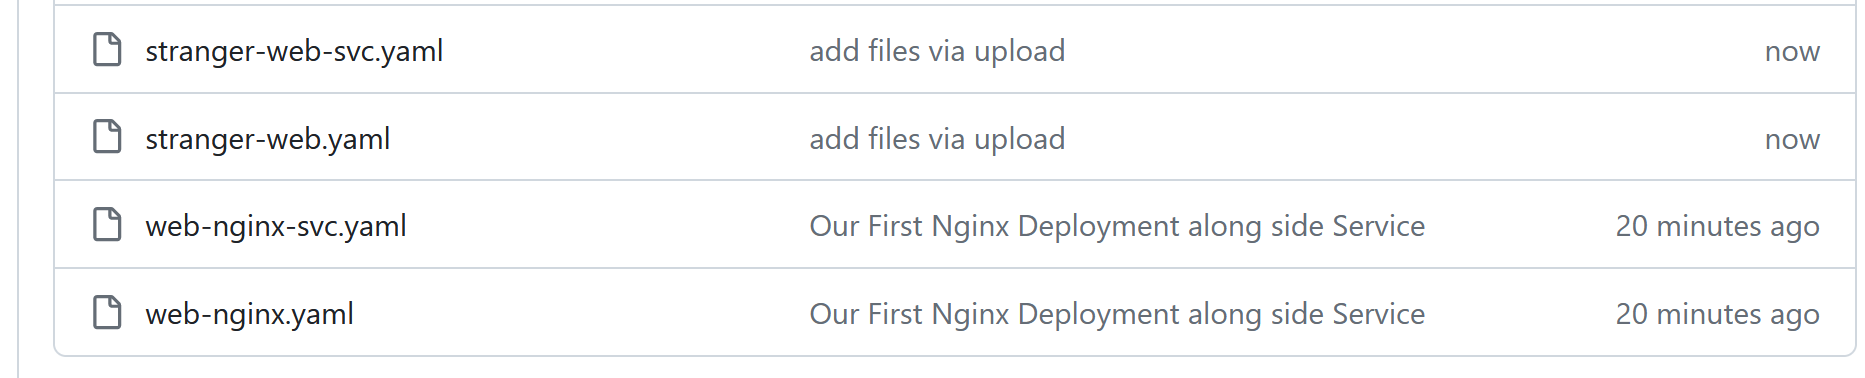 stranger-web-svc.yaml add files via upload now
stranger-web.yaml add files via upload now
web-nginx-svc.yaml Our First Nginx Deployment along side Service 20 minutes ago
web-nginx.yaml Our First Nginx Deployment along side Service 20 minutes ago